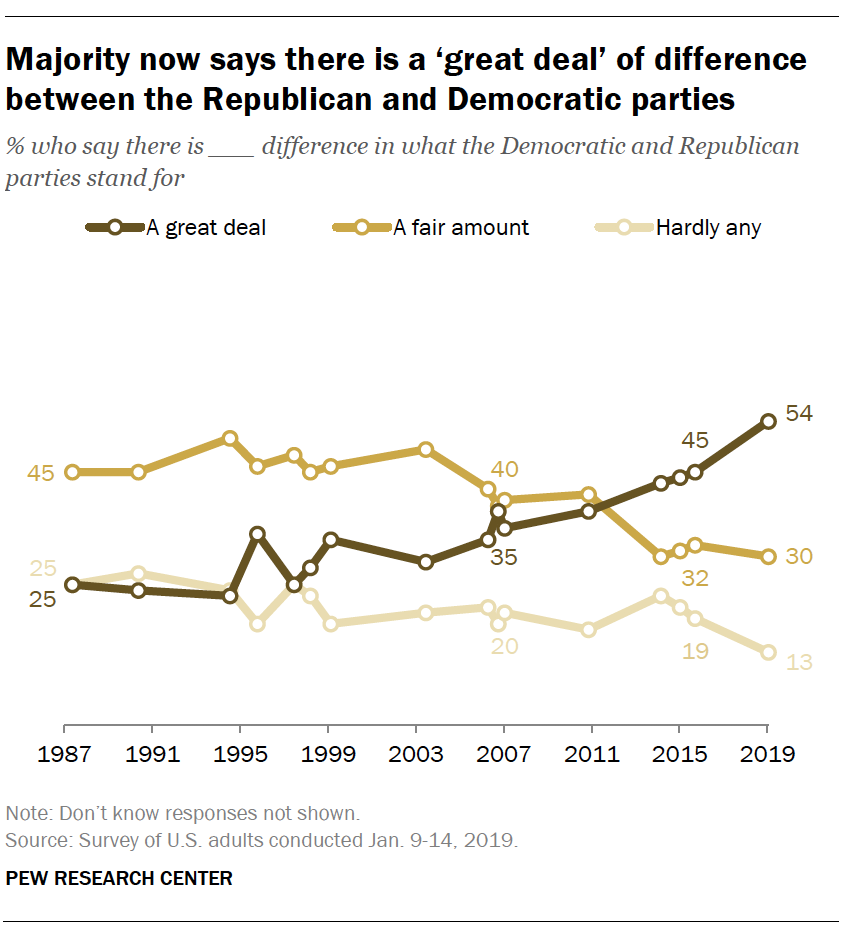 Majority now says there is a ‘great deal’ of difference
between the Republican and Democratic parties
% who say there is ____ difference in what the Democratic and Republican
parties stand for
A great deal A fair amount Hardly any
54
45
45
40
30
32
35
25
25
20
19
13
1987 1991 1995 1999 2003 2007 2011 2015 2019
Note: Don’t know responses not shown.
Source: Survey of U.S. adults conducted Jan. 9-14, 2019.
PEW RESEARCH CENTER